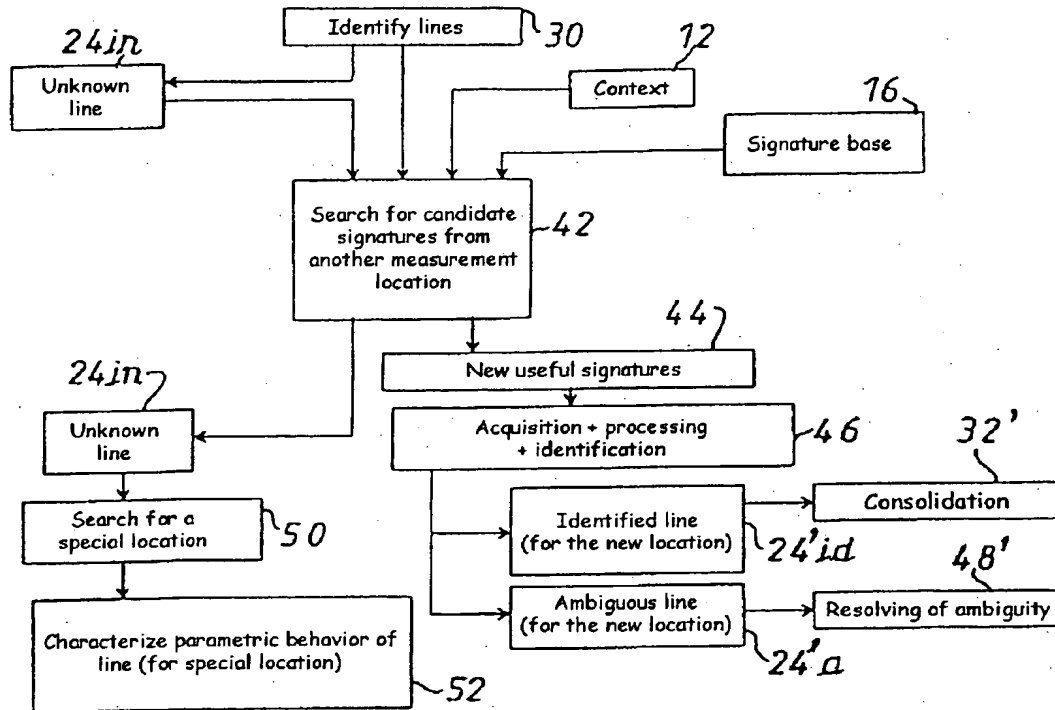 Identify lines
30
24in
Unknown
line
12
Context
16
Signature base
Search for candidate
signatures from
another measurement
location
42
44
New useful signatures
24in
Unknown
line
Acquisition + processing
+ identification
46
32'
Consolidation
Search for a
special location
50
Identified line
(for the new location)
24'id
48'
Ambiguous line
(for the new location)
Resolving of ambiguity
24'a
Characterize parametric behavior of
line (for special location)
52